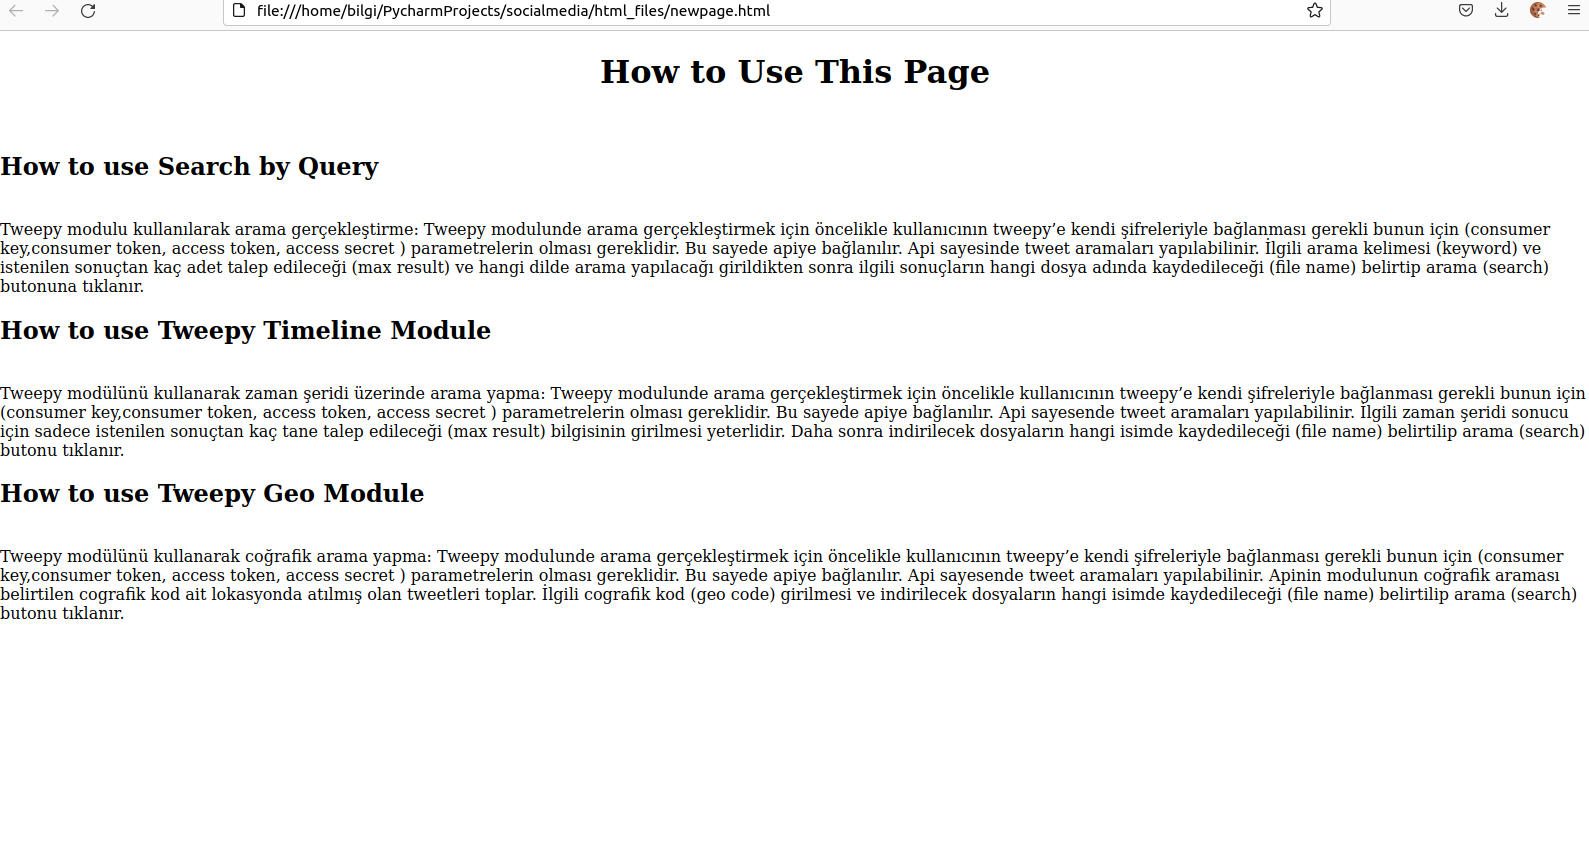 file:///home/bilgi/PycharmProjects/socialmedia/html_files/newpage.html
How to Use This Page
How to use Search by Query
Tweepy modulu kullanılarak arama gerçekleştirme: Tweepy modulunde arama gerçekleştirmek için öncelikle kullanıcının tweepy’e kendi şifreleriyle bağlanması gerekli bunun için (consumer
key,consumer token, access token, access secret ) parametrelerin olması gereklidir. Bu sayede apiye bağlanılır. Api sayesinde tweet aramaları yapılabilinir. İlgili arama kelimesi (keyword) ve
istenilen sonuçtan kaç adet talep edileceği (max result) ve hangi dilde arama yapılacağı girildikten sonra ilgili sonuçların hangi dosya adında kaydedileceği (file name) belirtip arama (search)
butonuna tıklanır.
How to use Tweepy Timeline Module
Tweepy modülünü kullanarak zaman şeridi üzerinde arama yapma: Tweepy modulunde arama gerçekleştirmek için öncelikle kullanıcının tweepy’e kendi şifreleriyle bağlanması gerekli bunun için
(consumer key,consumer token, access token, access secret ) parametrelerin olması gereklidir. Bu sayede apiye bağlanılır. Api sayesende tweet aramaları yapılabilinir. İlgili zaman şeridi sonucu
için sadece istenilen sonuçtan kaç tane talep edileceği (max result) bilgisinin girilmesi yeterlidir. Daha sonra indirilecek dosyaların hangi isimde kaydedileceği (file name) belirtilip arama (search)
butonu tıklanır.
How to use Tweepy Geo Module
Tweepy modülünü kullanarak coğrafik arama yapma: Tweepy modulunde arama gerçekleştirmek için öncelikle kullanıcının tweepy’e kendi şifreleriyle bağlanması gerekli bunun için (consumer
key,consumer token, access token, access secret ) parametrelerin olması gereklidir. Bu sayede apiye bağlanılır. Api sayesende tweet aramaları yapılabilinir. Apinin modulunun coğrafik araması
belirtilen cografik kod ait lokasyonda atılmış olan tweetleri toplar. İlgili cografik kod (geo code) girilmesi ve indirilecek dosyaların hangi isimde kaydedileceği (file name) belirtilip arama (search)
butonu tıklanır.